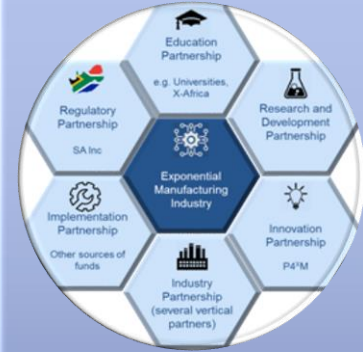 Education
Partnership
e.g. Universities,
X-Africa
Regulatory
Partnership
SA Inc
Research and
Development
Partnership
Exponential
Manufacturing
Industry
Implementation
Partnership
Other sources of
funds
Innovation
Partnership
P4³M
Industry
Partnership
(several vertical
partners)